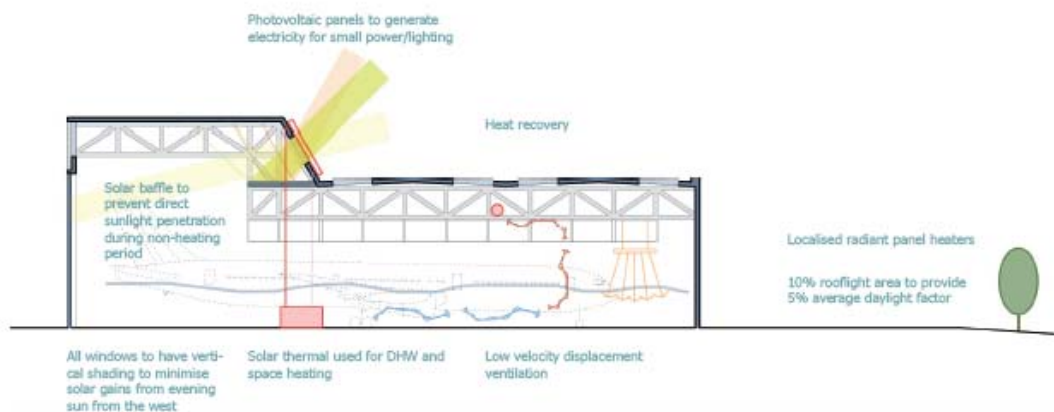 Photovoltaic panels to generate
electricity for small power/lighting
Heat recovery
Solar baffle to
prevent direct
sunlight penetration
during non-heating
period
Localised radiant panel heaters
10% rooflight area to provide
5% average daylight factor
All windows to have verti-
cal shading to minimise
solar gains from evening
sun from the west
Solar thermal used for DHW and
space heating
Low velocity displacement
ventilation